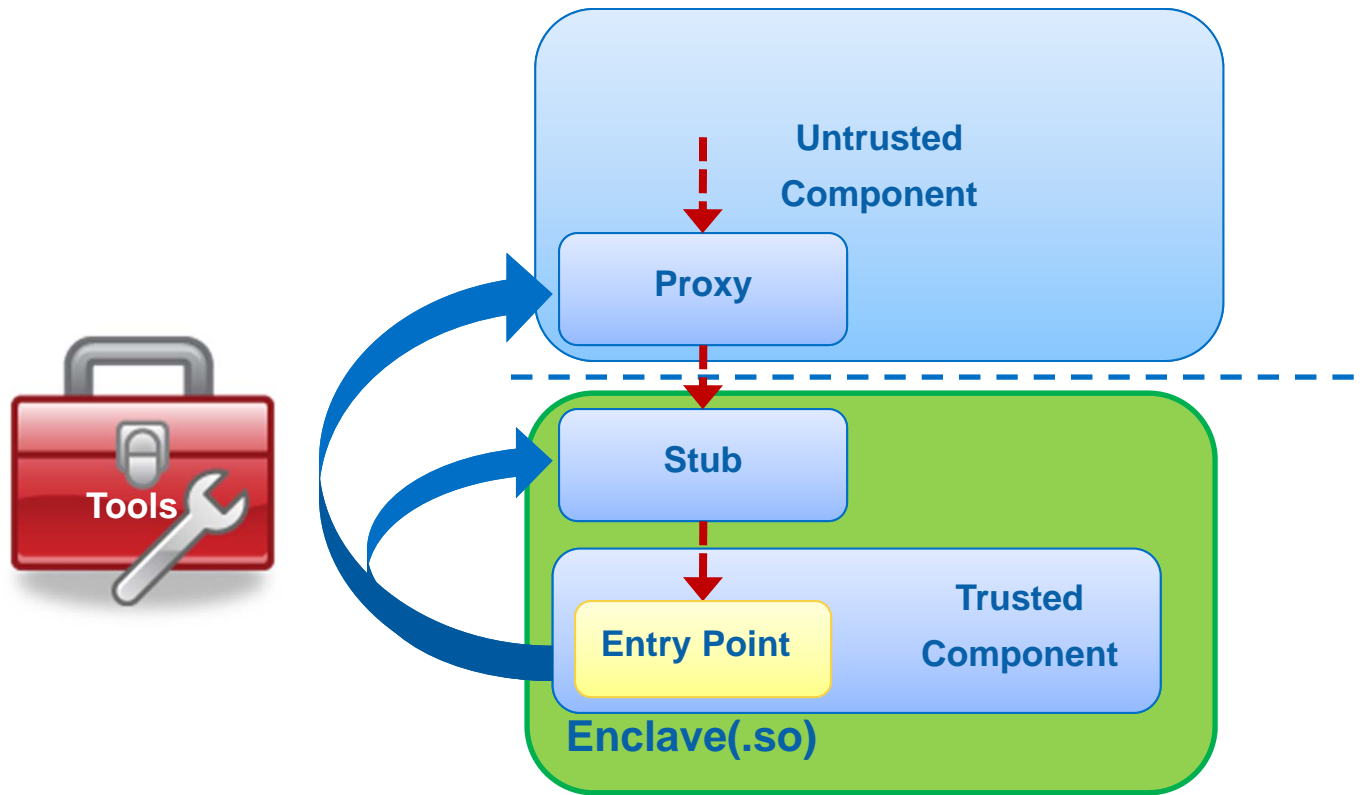 Untrusted
Component
Proxy
Stub
Tools
Trusted
Component
Entry Point
Enclave(.so)